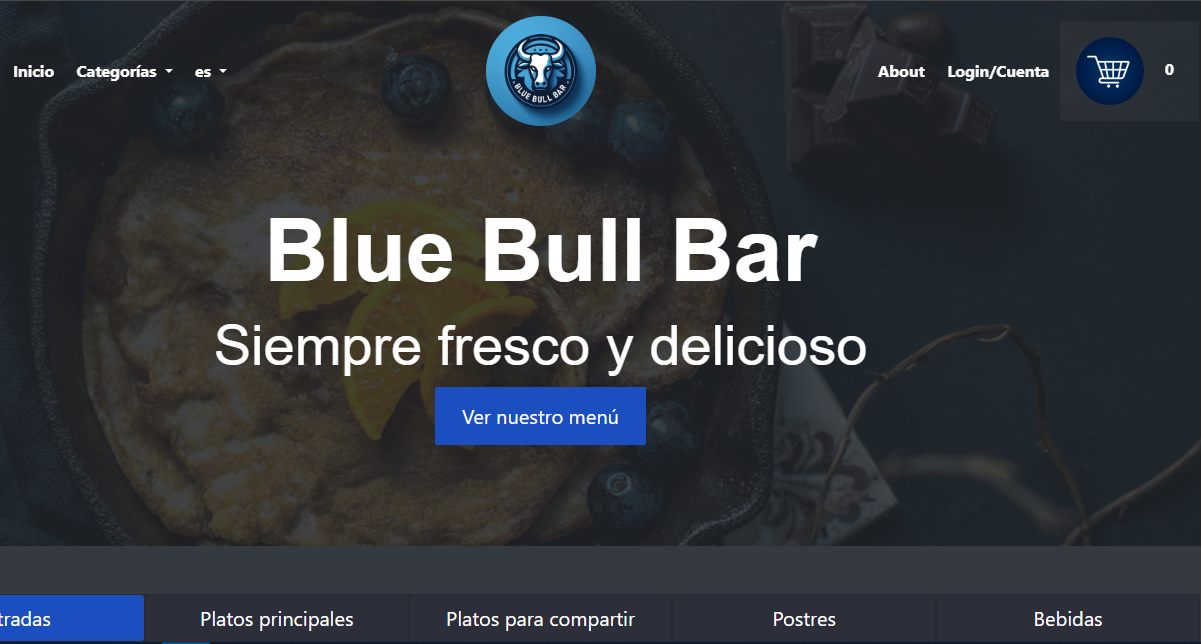 Inicio Categorías es About Login/Cuenta 0
BLUE BULL BAR
Blue Bull Bar
Siempre fresco y delicioso
Ver nuestro menú
tradas Platos principales Platos para compartir Postres Bebidas